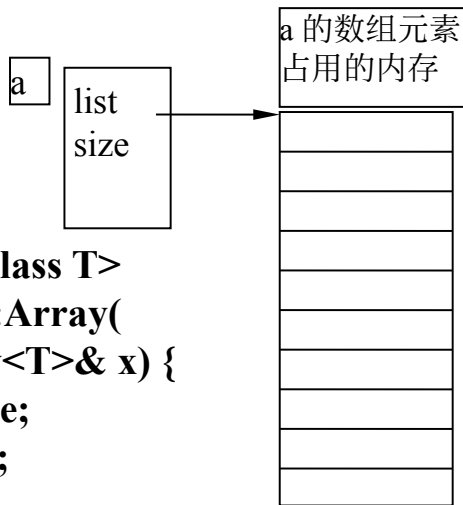 a 的数组元素
占用的内存
a
list
size
lass T>
Array(
<T>& x) {
e;
;